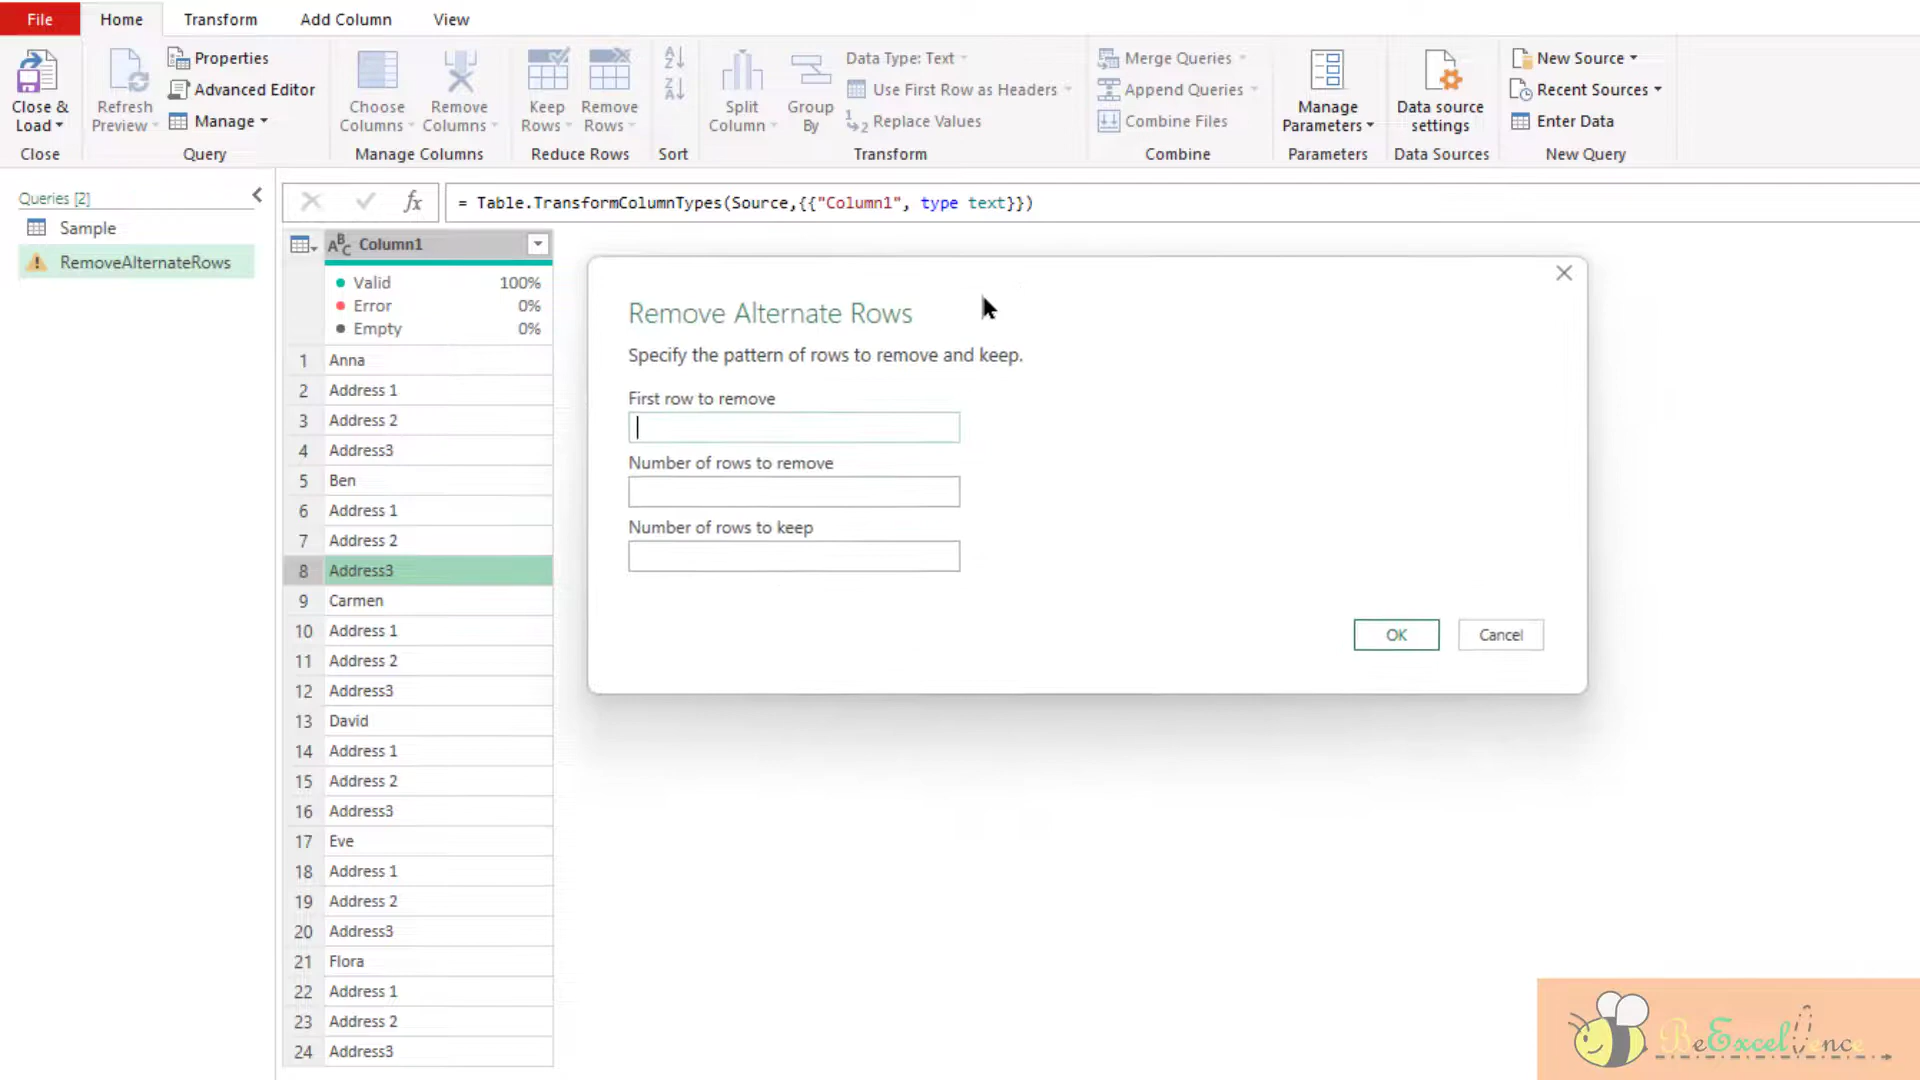 File Home Transform Add Column View
Close & Load
Close
Refresh Preview
Properties
Advanced Editor
Manage
Query
Choose Columns
Remove Columns
Manage Columns
Keep Rows
Remove Rows
Reduce Rows
Sort
Split Column
Group By
Data Type: Text
Use First Row as Headers
Replace Values
Transform
Merge Queries
Append Queries
Combine Files
Combine
Manage Parameters
Parameters
Data source settings
Data Sources
New Source
Recent Sources
Enter Data
New Query
Queries [2]
Sample
RemoveAlternateRows
fx = Table.TransformColumnTypes(Source,{{"Column1", type text}})
ABC Column1
Valid 100%
Error 0%
Empty 0%
1 Anna
2 Address 1
3 Address 2
4 Address3
5 Ben
6 Address 1
7 Address 2
8 Address3
9 Carmen
10 Address 1
11 Address 2
12 Address3
13 David
14 Address 1
15 Address 2
16 Address3
17 Eve
18 Address 1
19 Address 2
20 Address3
21 Flora
22 Address 1
23 Address 2
24 Address3
Remove Alternate Rows
Specify the pattern of rows to remove and keep.
First row to remove
Number of rows to remove
Number of rows to keep
OK Cancel
BeExcellence